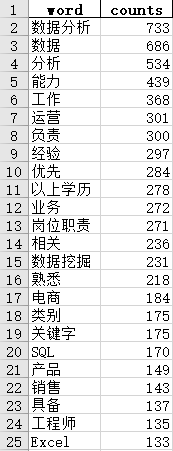 1 word counts
2 数据分析 733
3 数据 686
4 分析 534
5 能力 439
6 工作 368
7 运营 301
8 负责 300
9 经验 297
10 优先 284
11 以上学历 278
12 业务 272
13 岗位职责 271
14 相关 236
15 数据挖掘 231
16 熟悉 218
17 电商 184
18 类别 175
19 关键字 175
20 SQL 170
21 产品 149
22 销售 143
23 具备 137
24 工程师 135
25 Excel 133